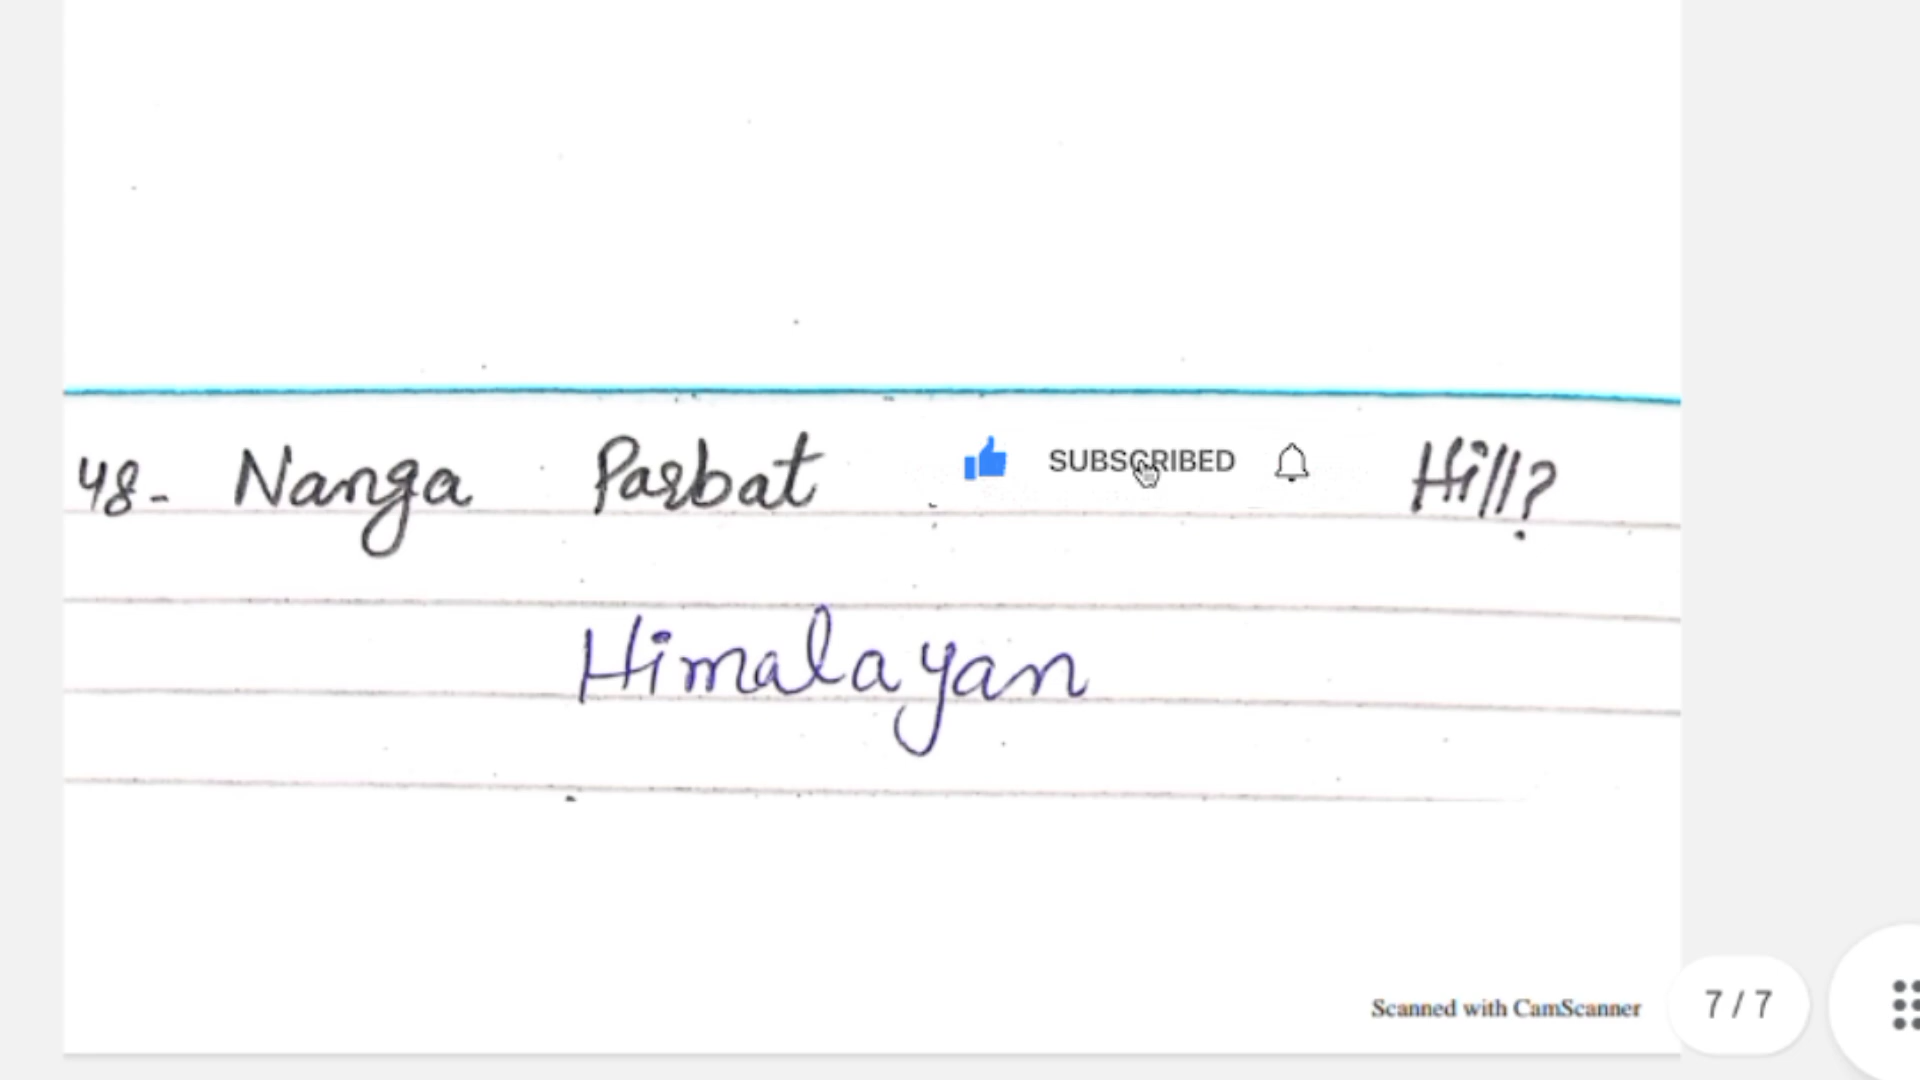 48. Nanga Parbat SUBSCRIBED Hill?
Himalayan
Scanned with CamScanner
7 / 7